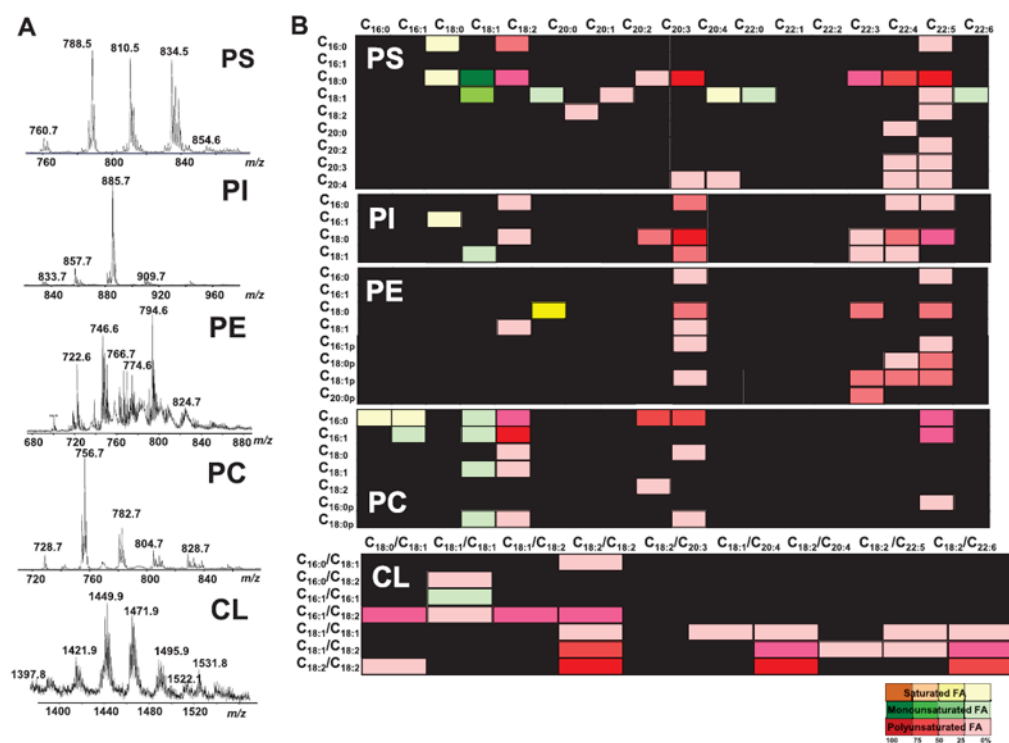 A
PS
788.5
810.5
834.5
760.7
854.6
760 800 840 m/z
PI
885.7
857.7
833.7
909.7
840 880 920 960 m/z
PE
794.6
746.6
722.6
766.7
774.6
824.7
680 720 760 800 840 880 m/z
PC
756.7
782.7
728.7
804.7
828.7
720 760 800 840 m/z
CL
1449.9
1471.9
1421.9
1495.9
1397.8
1522.1
1531.8
1400 1440 1480 1520 m/z
B
C16:0 C16:1 C18:0 C18:1 C18:2 C20:0 C20:1 C20:2 C20:3 C20:4 C22:0 C22:1 C22:2 C22:3 C22:4 C22:5 C22:6
PS
C16:0
C16:1
C18:0
C18:1
C18:2
C20:0
C20:2
C20:3
C20:4
PI
C16:0
C16:1
C18:0
C18:1
PE
C16:0
C16:1
C18:0
C18:1
C16:1p
C18:0p
C18:1p
C20:0p
C16:0
C16:1
C18:0
C18:1
C18:2
C16:0p
C18:0p
PC
C18:0/C18:1 C18:1/C18:1 C18:1/C18:2 C18:2/C18:2 C18:2/C20:3 C18:1/C20:4 C18:2/C20:4 C18:2/C22:5 C18:2/C22:6
CL
C16:0/C18:1
C16:0/C18:2
C16:1/C16:1
C16:1/C18:2
C18:1/C18:1
C18:1/C18:2
C18:2/C18:2
Saturated FA
Monounsaturated FA
Polyunsaturated FA
100 75 50 25 0%